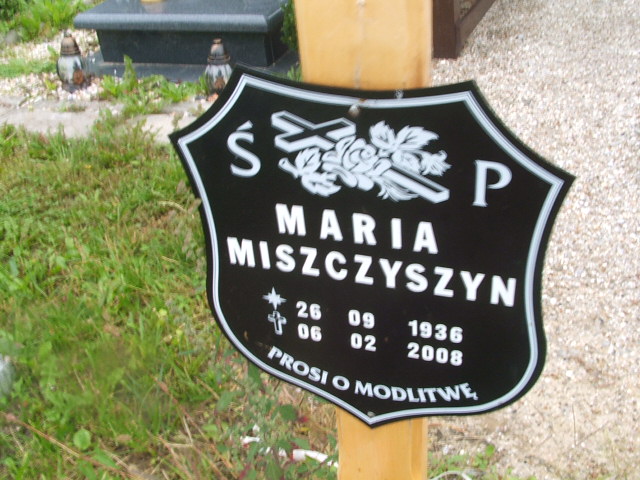 Ś P
MARIA
MISZCZYSZYN
26 09 1936
06 02 2008
PROSI O MODLITWĘ